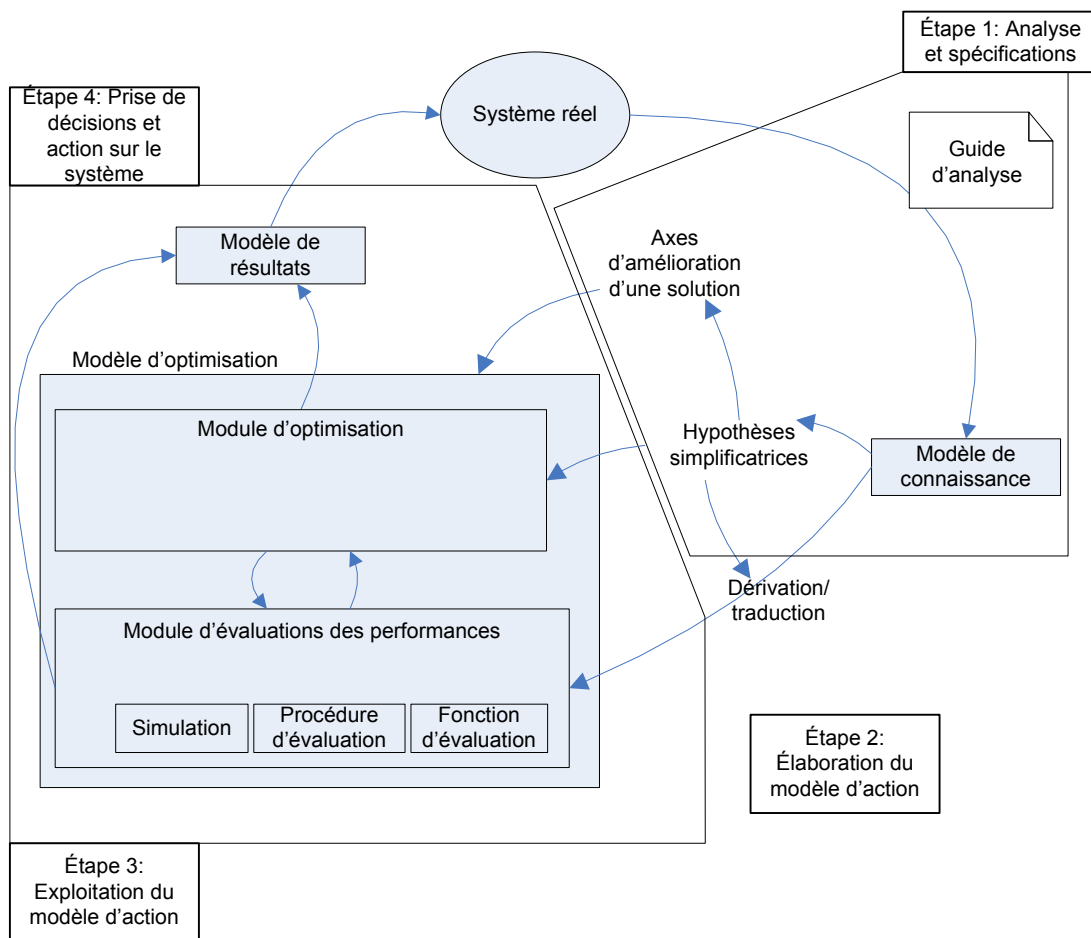 Étape 1: Analyse
et spécifications
Étape 4: Prise de
décisions et
action sur le
système
Système réel
Guide
d’analyse
Modèle de
résultats
Axes
d’amélioration
d’une solution
Modèle d’optimisation
Module d’optimisation
Hypothèses
simplificatrices
Modèle de
connaissance
Dérivation/
traduction
Module d’évaluations des performances
Simulation
Procédure
d’évaluation
Fonction
d’évaluation
Étape 2:
Élaboration du
modèle d’action
Étape 3:
Exploitation du
modèle d’action